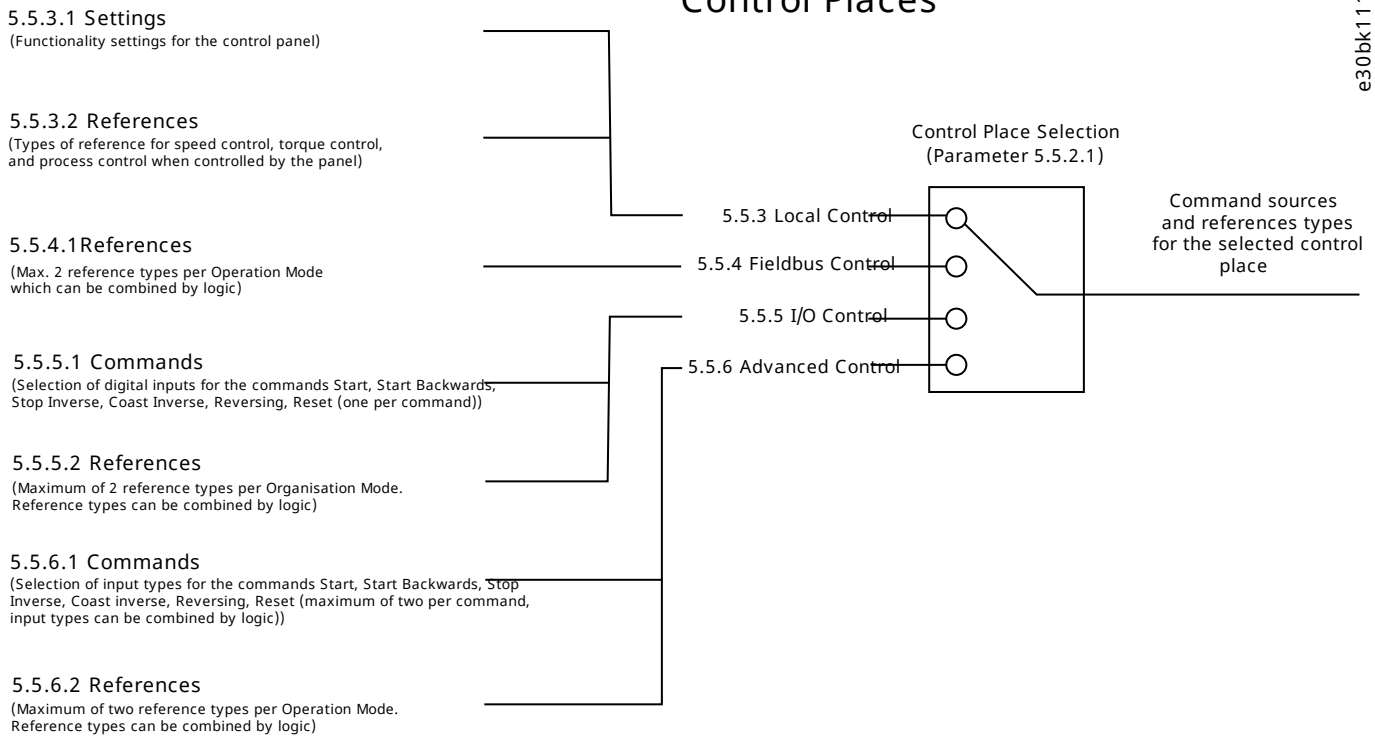 Control Places
5.5.3.1 Settings
(Functionality settings for the control panel)
5.5.3.2 References
(Types of reference for speed control, torque control,
and process control when controlled by the panel)
5.5.4.1References
(Max. 2 reference types per Operation Mode
which can be combined by logic)
5.5.5.1 Commands
(Selection of digital inputs for the commands Start, Start Backwards,
Stop Inverse, Coast Inverse, Reversing, Reset (one per command))
5.5.5.2 References
(Maximum of 2 reference types per Organisation Mode.
Reference types can be combined by logic)
5.5.6.1 Commands
(Selection of input types for the commands Start, Start Backwards, Stop
Inverse, Coast inverse, Reversing, Reset (maximum of two per command,
input types can be combined by logic))
5.5.6.2 References
(Maximum of two reference types per Operation Mode.
Reference types can be combined by logic)
5.5.3 Local Control
5.5.4 Fieldbus Control
5.5.5 I/O Control
5.5.6 Advanced Control
Control Place Selection
(Parameter 5.5.2.1)
Command sources
and references types
for the selected control
place